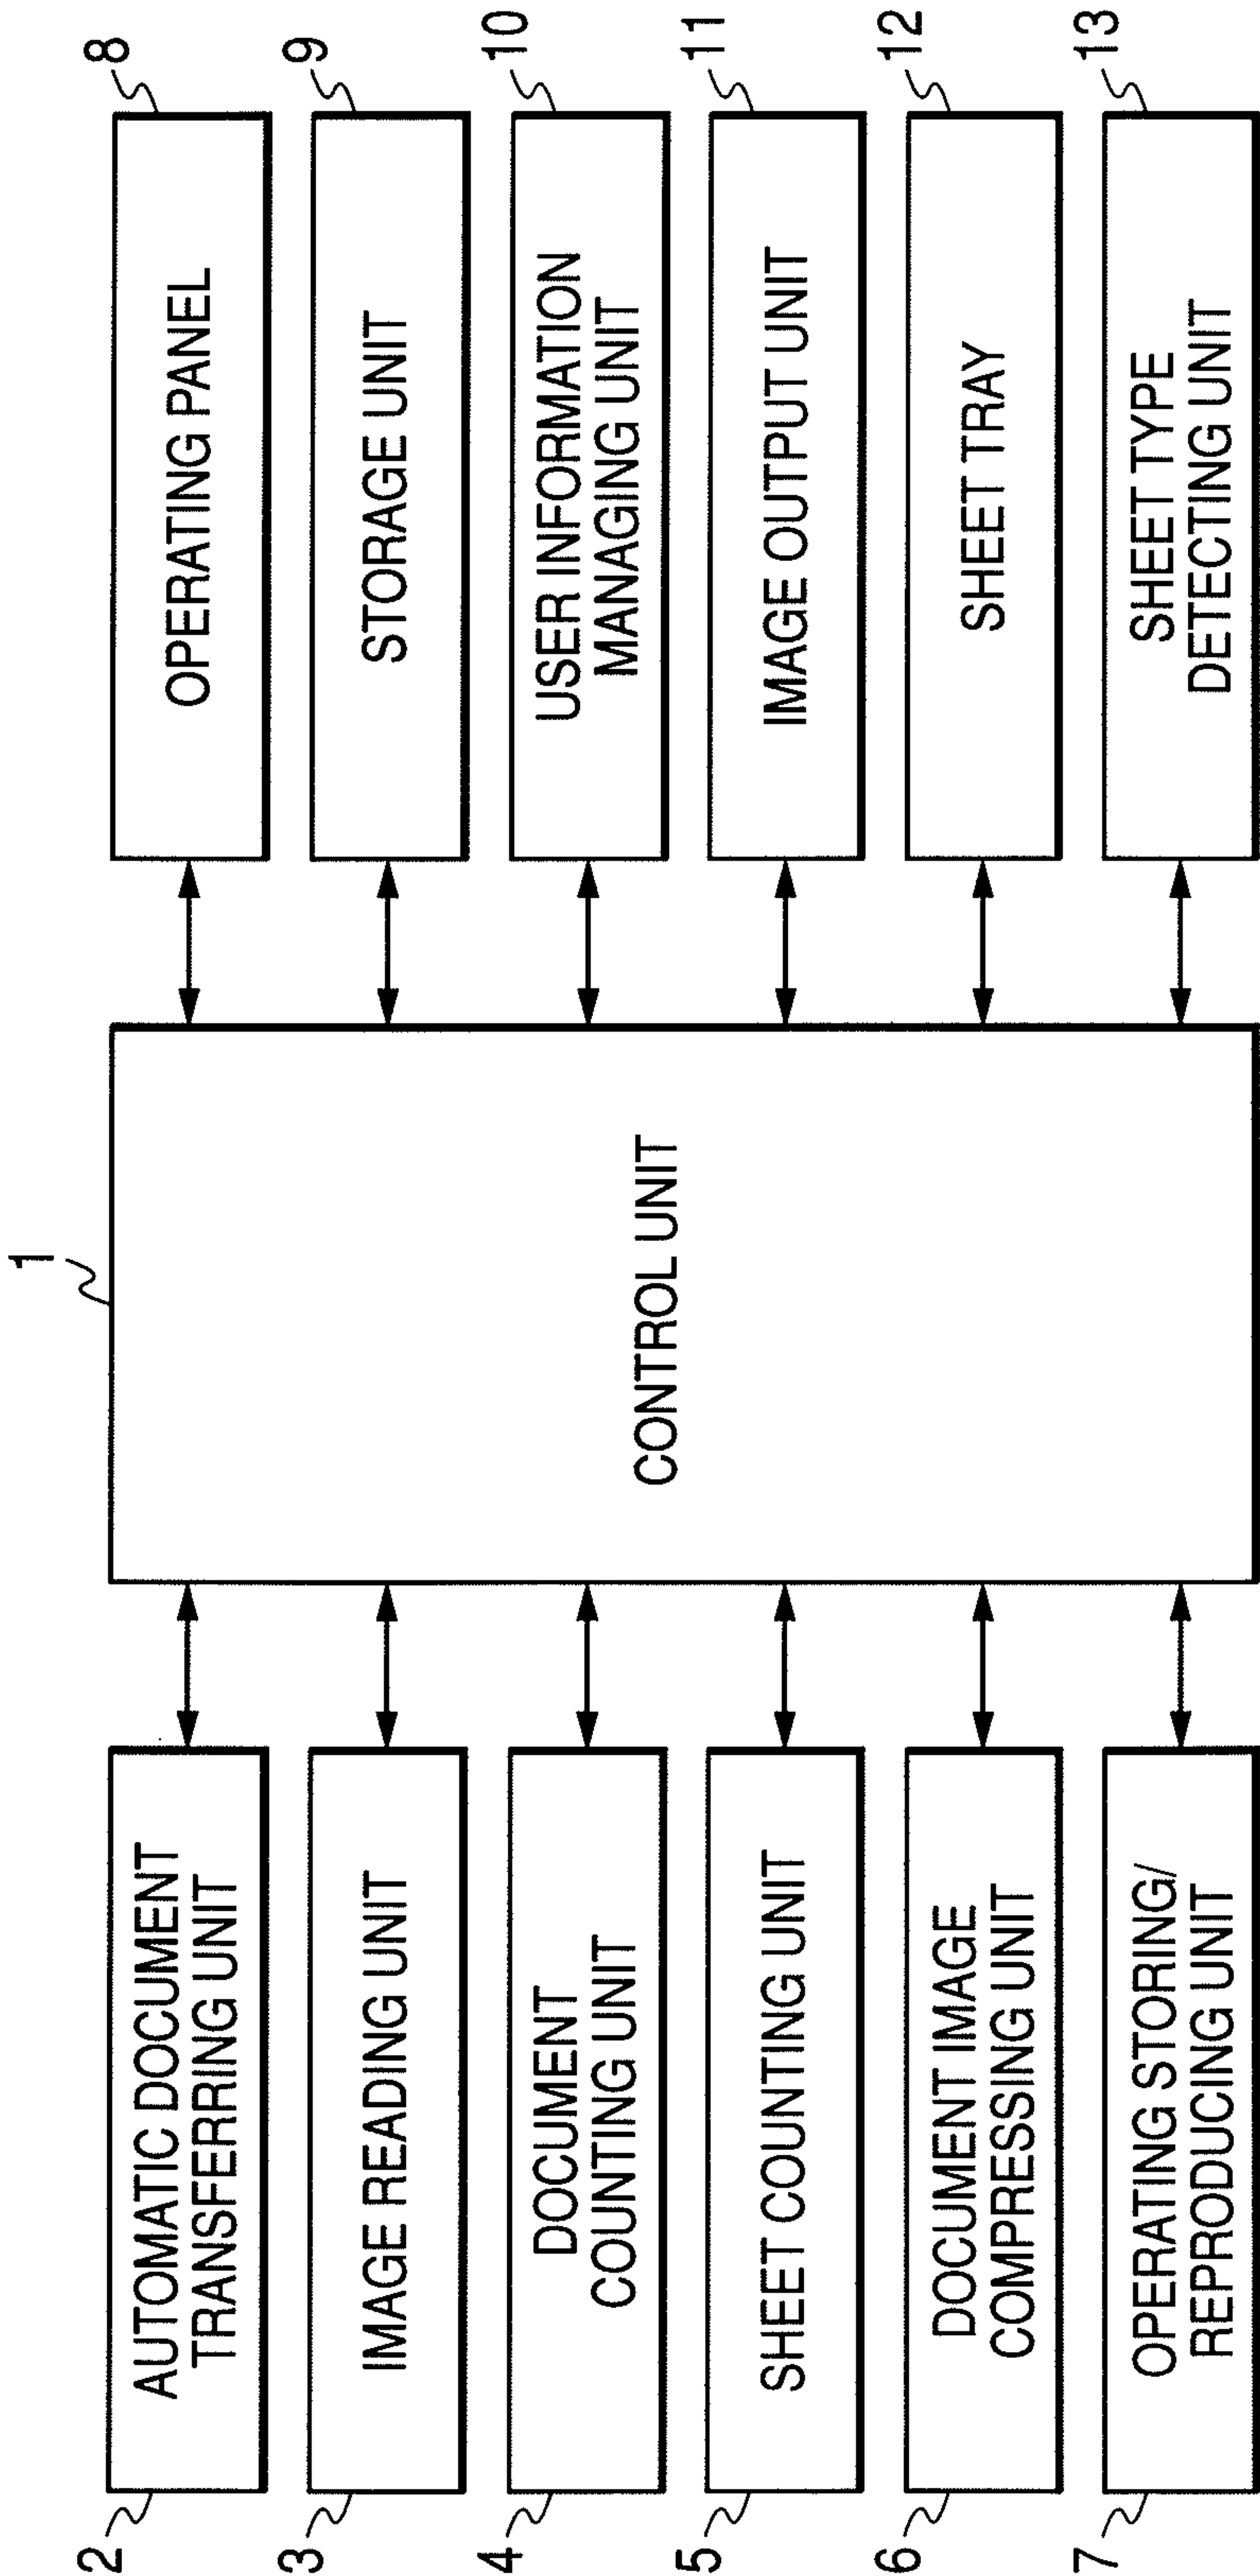 1
CONTROL UNIT
2
AUTOMATIC DOCUMENT
TRANSFERRING UNIT
3
IMAGE READING UNIT
4
DOCUMENT
COUNTING UNIT
5
SHEET COUNTING UNIT
6
DOCUMENT IMAGE
COMPRESSING UNIT
7
OPERATING STORING/
REPRODUCING UNIT
8
OPERATING PANEL
9
STORAGE UNIT
10
USER INFORMATION
MANAGING UNIT
11
IMAGE OUTPUT UNIT
12
SHEET TRAY
13
SHEET TYPE
DETECTING UNIT